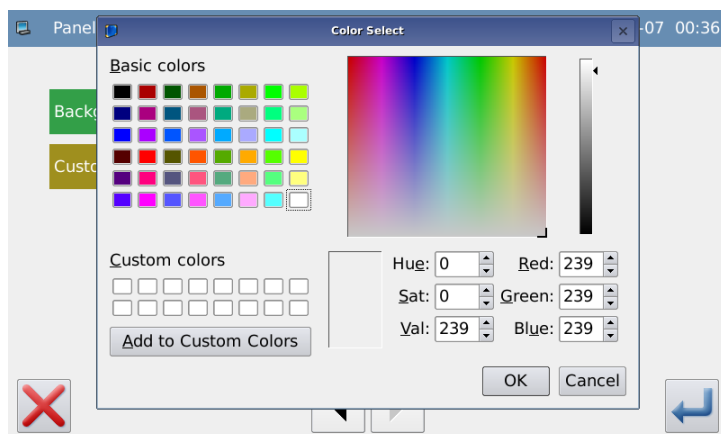 Panel
Color Select
-07 00:36
Basic colors
Backg
Custo
Custom colors
Hue: 0
Red: 239
Sat: 0
Green: 239
Val: 239
Blue: 239
Add to Custom Colors
OK
Cancel